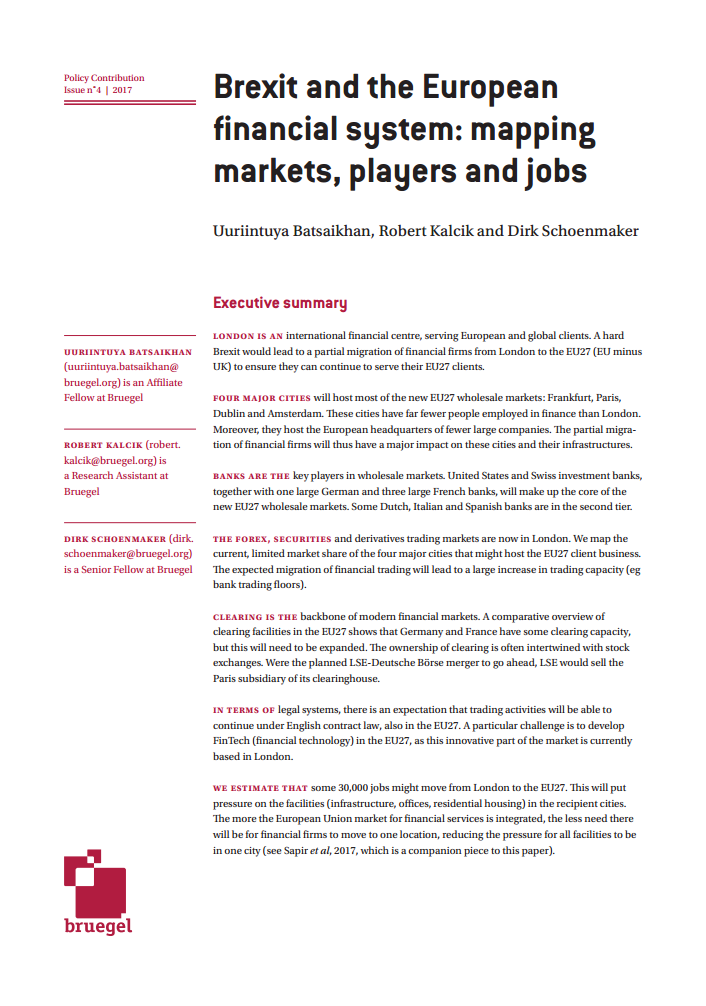 Policy Contribution
Issue n˚4 | 2017
Brexit and the European
financial system: mapping
markets, players and jobs
Uuriintuya Batsaikhan, Robert Kalcik and Dirk Schoenmaker
Executive summary
LONDON IS AN international financial centre, serving European and global clients. A hard
Brexit would lead to a partial migration of financial firms from London to the EU27 (EU minus
UK) to ensure they can continue to serve their EU27 clients.
FOUR MAJOR CITIES will host most of the new EU27 wholesale markets: Frankfurt, Paris,
Dublin and Amsterdam. These cities have far fewer people employed in finance than London.
Moreover, they host the European headquarters of fewer large companies. The partial migra-
tion of financial firms will thus have a major impact on these cities and their infrastructures.
BANKS ARE THE key players in wholesale markets. United States and Swiss investment banks,
together with one large German and three large French banks, will make up the core of the
new EU27 wholesale markets. Some Dutch, Italian and Spanish banks are in the second tier.
THE FOREX, SECURITIES and derivatives trading markets are now in London. We map the
current, limited market share of the four major cities that might host the EU27 client business.
The expected migration of financial trading will lead to a large increase in trading capacity (eg
bank trading floors).
CLEARING IS THE backbone of modern financial markets. A comparative overview of
clearing facilities in the EU27 shows that Germany and France have some clearing capacity,
but this will need to be expanded. The ownership of clearing is often intertwined with stock
exchanges. Were the planned LSE-Deutsche Börse merger to go ahead, LSE would sell the
Paris subsidiary of its clearinghouse.
IN TERMS OF legal systems, there is an expectation that trading activities will be able to
continue under English contract law, also in the EU27. A particular challenge is to develop
FinTech (financial technology) in the EU27, as this innovative part of the market is currently
based in London.
WE ESTIMATE THAT some 30,000 jobs might move from London to the EU27. This will put
pressure on the facilities (infrastructure, offices, residential housing) in the recipient cities.
The more the European Union market for financial services is integrated, the less need there
will be for financial firms to move to one location, reducing the pressure for all facilities to be
in one city (see Sapir et al, 2017, which is a companion piece to this paper).
UURIINTUYA BATSAIKHAN
(uuriintuya.batsaikhan@
bruegel.org) is an Affiliate
Fellow at Bruegel
ROBERT KALCIK (robert.
kalcik@bruegel.org) is
a Research Assistant at
Bruegel
DIRK SCHOENMAKER (dirk.
schoenmaker@bruegel.org)
is a Senior Fellow at Bruegel
bruegel